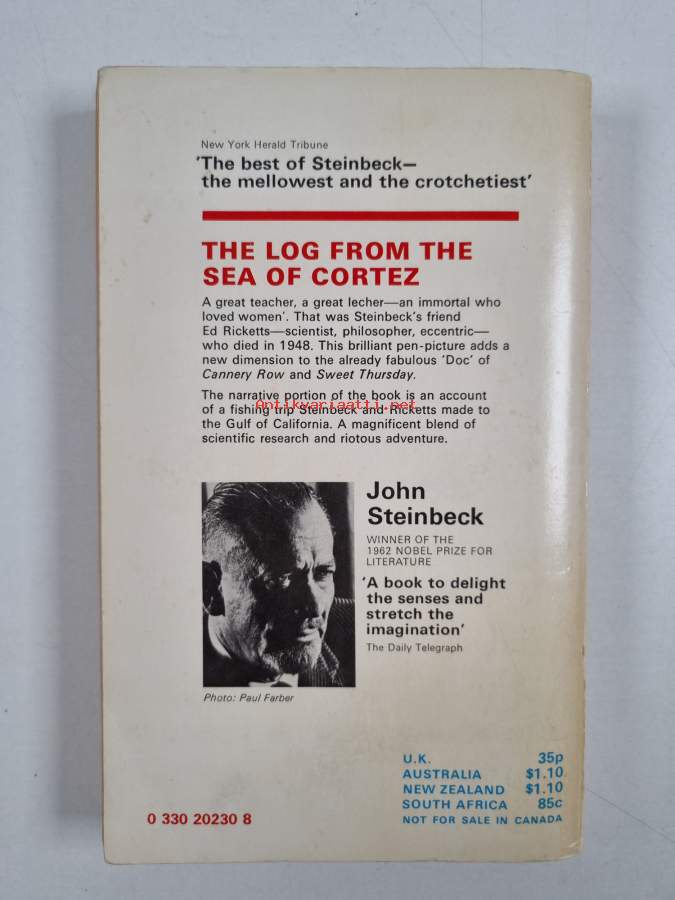 New York Herald Tribune
'The best of Steinbeck—
the mellowest and the crotchetiest'
THE LOG FROM THE
SEA OF CORTEZ
A great teacher, a great lecher—an immortal who
loved women'. That was Steinbeck's friend
Ed Ricketts—scientist, philosopher, eccentric—
who died in 1948. This brilliant pen-picture adds a
new dimension to the already fabulous 'Doc' of
Cannery Row and Sweet Thursday.
The narrative portion of the book is an account
Antikvariaatti.net
of a fishing trip Steinbeck and Ricketts made to
the Gulf of California. A magnificent blend of
scientific research and riotous adventure.
John
Steinbeck
WINNER OF THE
1962 NOBEL PRIZE FOR
LITERATURE
'A book to delight
the senses and
stretch the
imagination'
The Daily Telegraph
Photo: Paul Farber
U.K. 35p
AUSTRALIA $1.10
NEW ZEALAND $1.10
SOUTH AFRICA 85c
NOT FOR SALE IN CANADA
0 330 20230 8